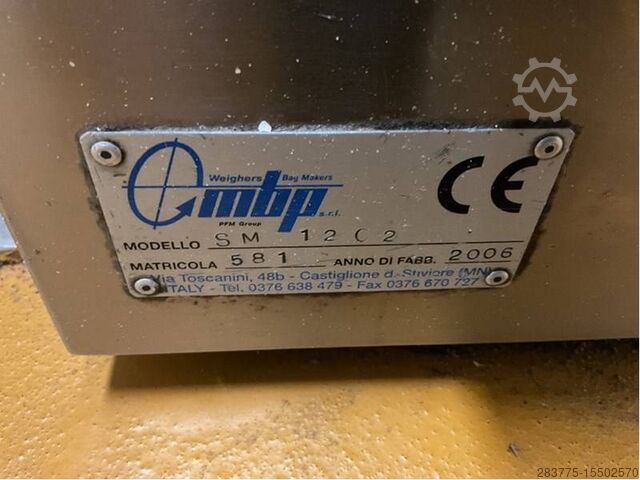 Weighers Bag Makers
mbp s.r.l.
PFM Group
CE
MODELLO SM 1202
MATRICOLA 581 ANNO DI FABB. 2006
Via Toscanini, 48b - Castiglione d. Stiviere (MN)
ITALY - Tel. 0376 638 479 - Fax 0376 670 727
283775-15502570